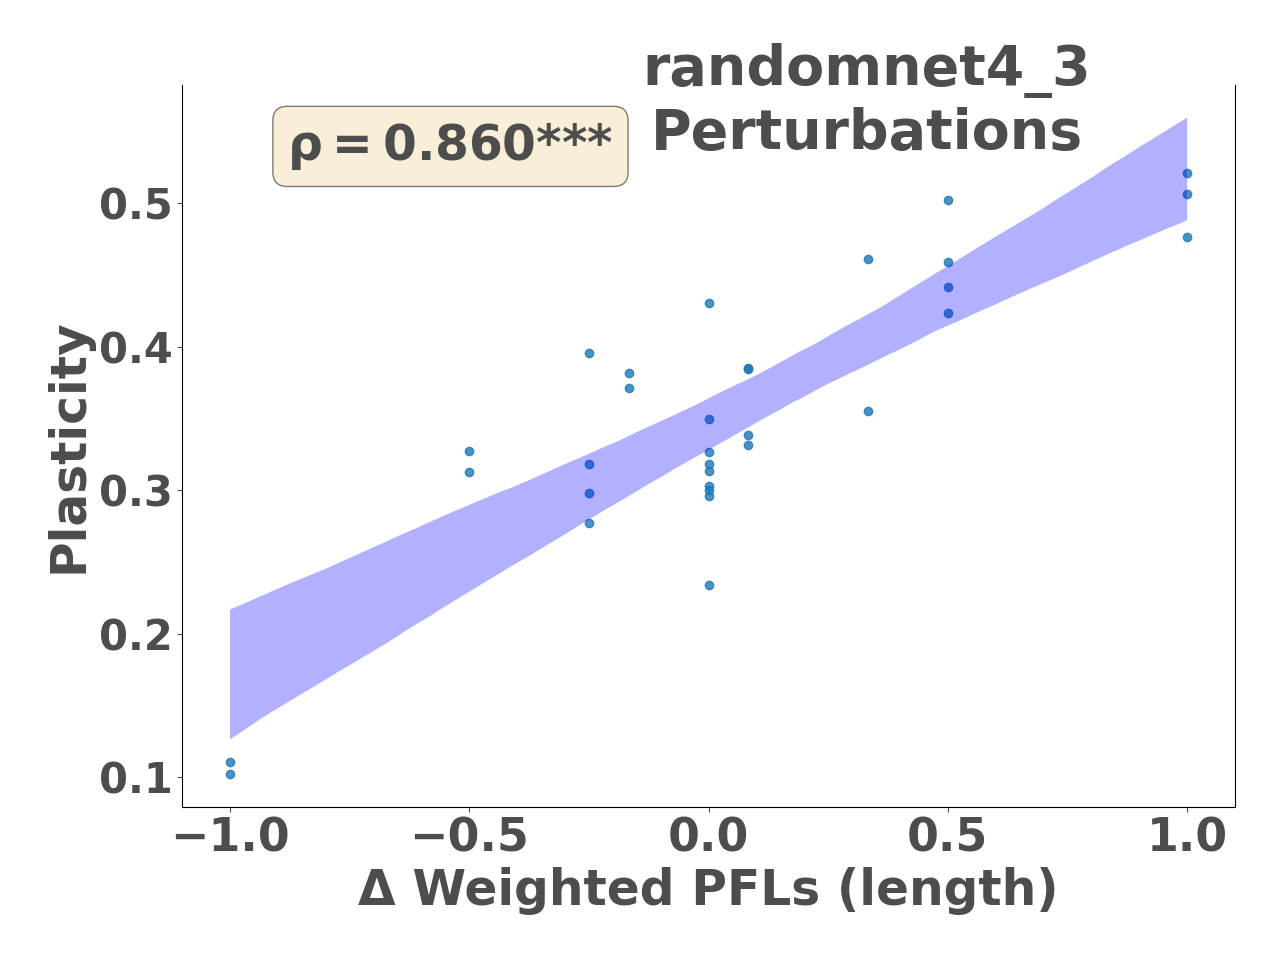 randomnet4_3
Perturbations
ρ = 0.860***
0.5
0.4
0.3
0.2
0.1
Plasticity
−1.0 −0.5 0.0 0.5 1.0
Δ Weighted PFLs (length)